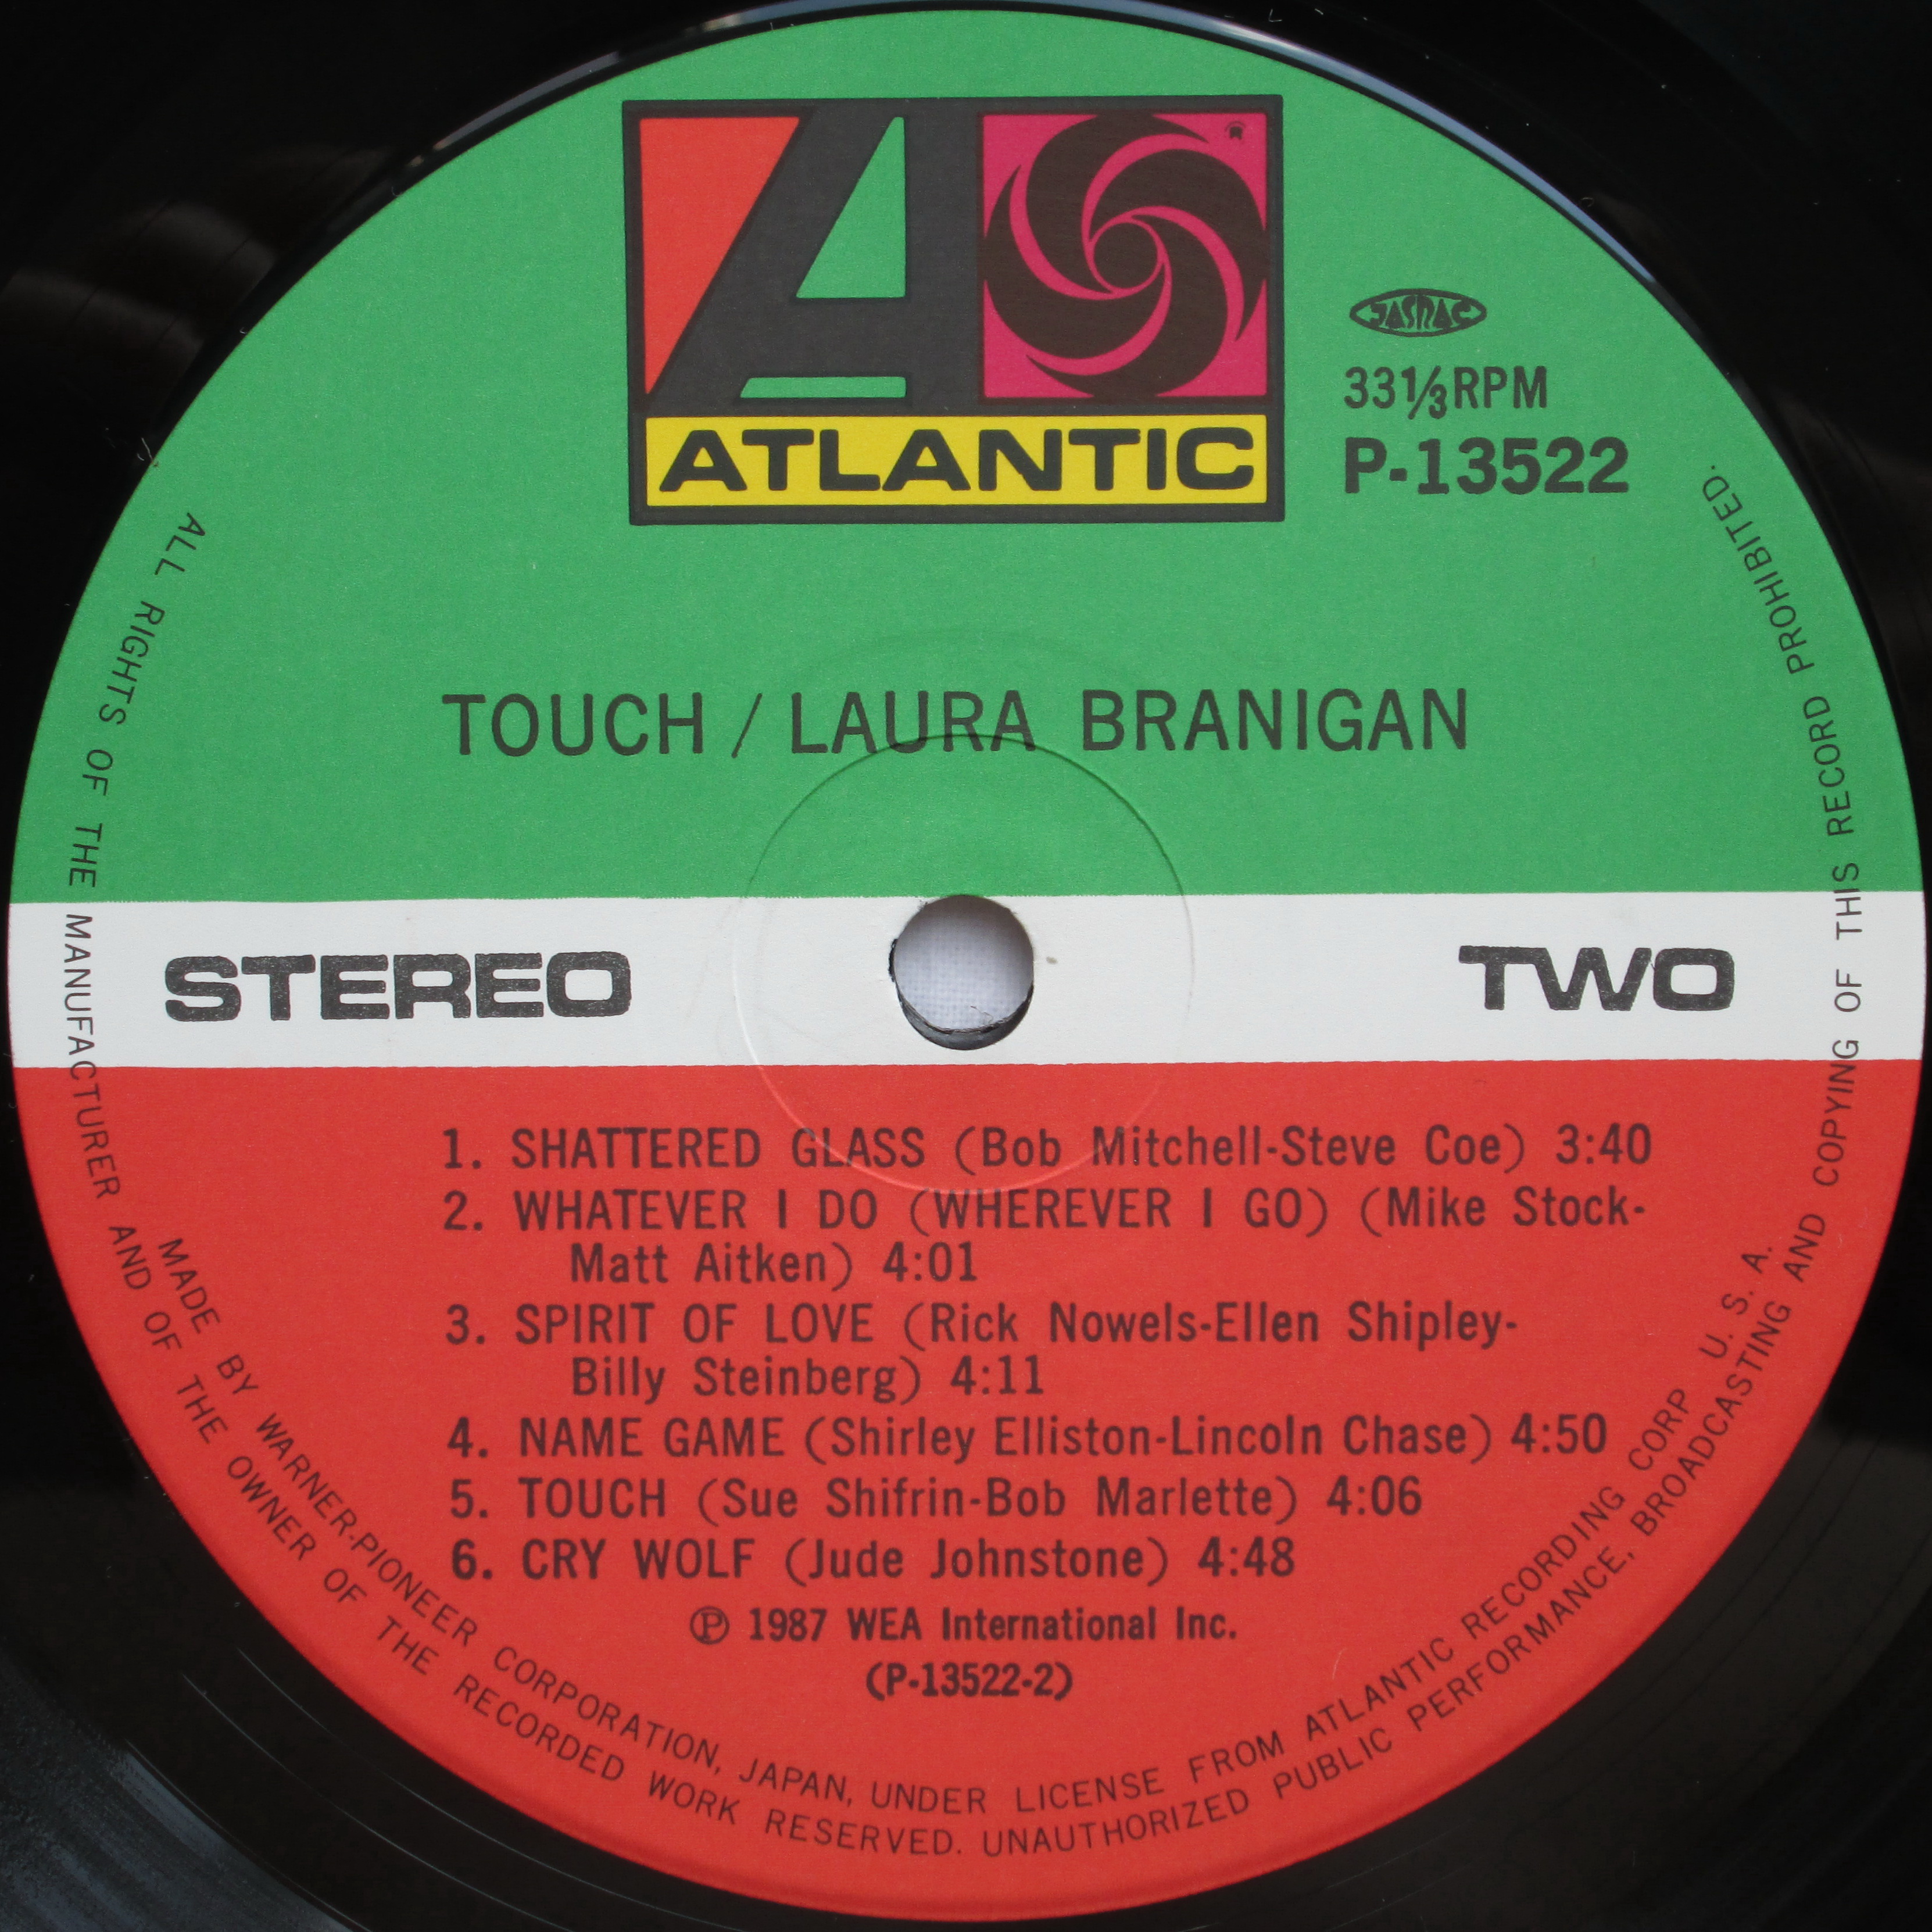 ATLANTIC
®
JASRAC
33⅓RPM
P-13522
TOUCH / LAURA BRANIGAN
STEREO
TWO
1. SHATTERED GLASS (Bob Mitchell-Steve Coe) 3:40
2. WHATEVER I DO (WHEREVER I GO) (Mike Stock-
Matt Aitken) 4:01
3. SPIRIT OF LOVE (Rick Nowels-Ellen Shipley-
Billy Steinberg) 4:11
4. NAME GAME (Shirley Elliston-Lincoln Chase) 4:50
5. TOUCH (Sue Shifrin-Bob Marlette) 4:06
6. CRY WOLF (Jude Johnstone) 4:48
℗ 1987 WEA International Inc.
(P-13522-2)
MADE BY WARNER-PIONEER CORPORATION, JAPAN, UNDER LICENSE FROM ATLANTIC RECORDING CORP U. S. A.
ALL RIGHTS OF THE MANUFACTURER AND OF THE OWNER OF THE RECORDED WORK RESERVED. UNAUTHORIZED PUBLIC PERFORMANCE, BROADCASTING AND COPYING OF THIS RECORD PROHIBITED.